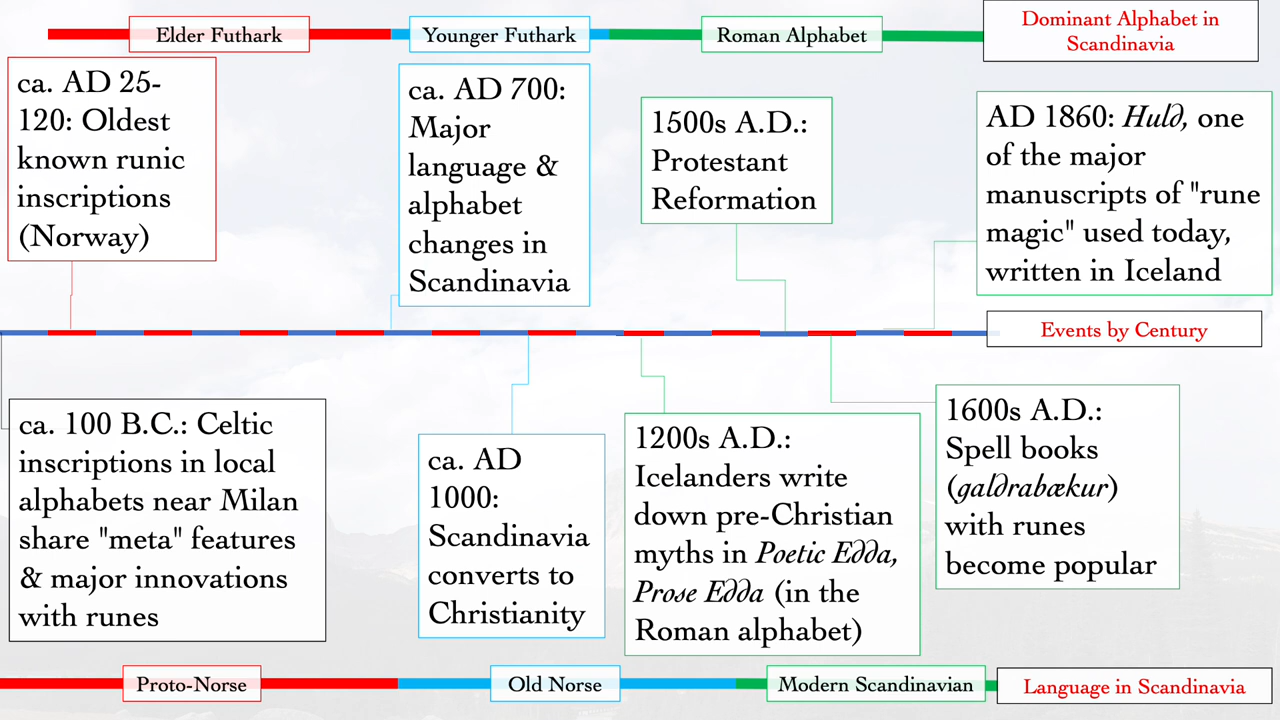 Elder Futhark
Younger Futhark
Roman Alphabet
Dominant Alphabet in
Scandinavia
ca. AD 25-
120: Oldest
known runic
inscriptions
(Norway)
ca. AD 700:
Major
language &
alphabet
changes in
Scandinavia
1500s A.D.:
Protestant
Reformation
AD 1860: Huld, one
of the major
manuscripts of "rune
magic" used today,
written in Iceland
Events by Century
ca. 100 B.C.: Celtic
inscriptions in local
alphabets near Milan
share "meta" features
& major innovations
with runes
ca. AD
1000:
Scandinavia
converts to
Christianity
1200s A.D.:
Icelanders write
down pre-Christian
myths in Poetic Edda,
Prose Edda (in the
Roman alphabet)
1600s A.D.:
Spell books
(galdrabækur)
with runes
become popular
Proto-Norse
Old Norse
Modern Scandinavian
Language in Scandinavia